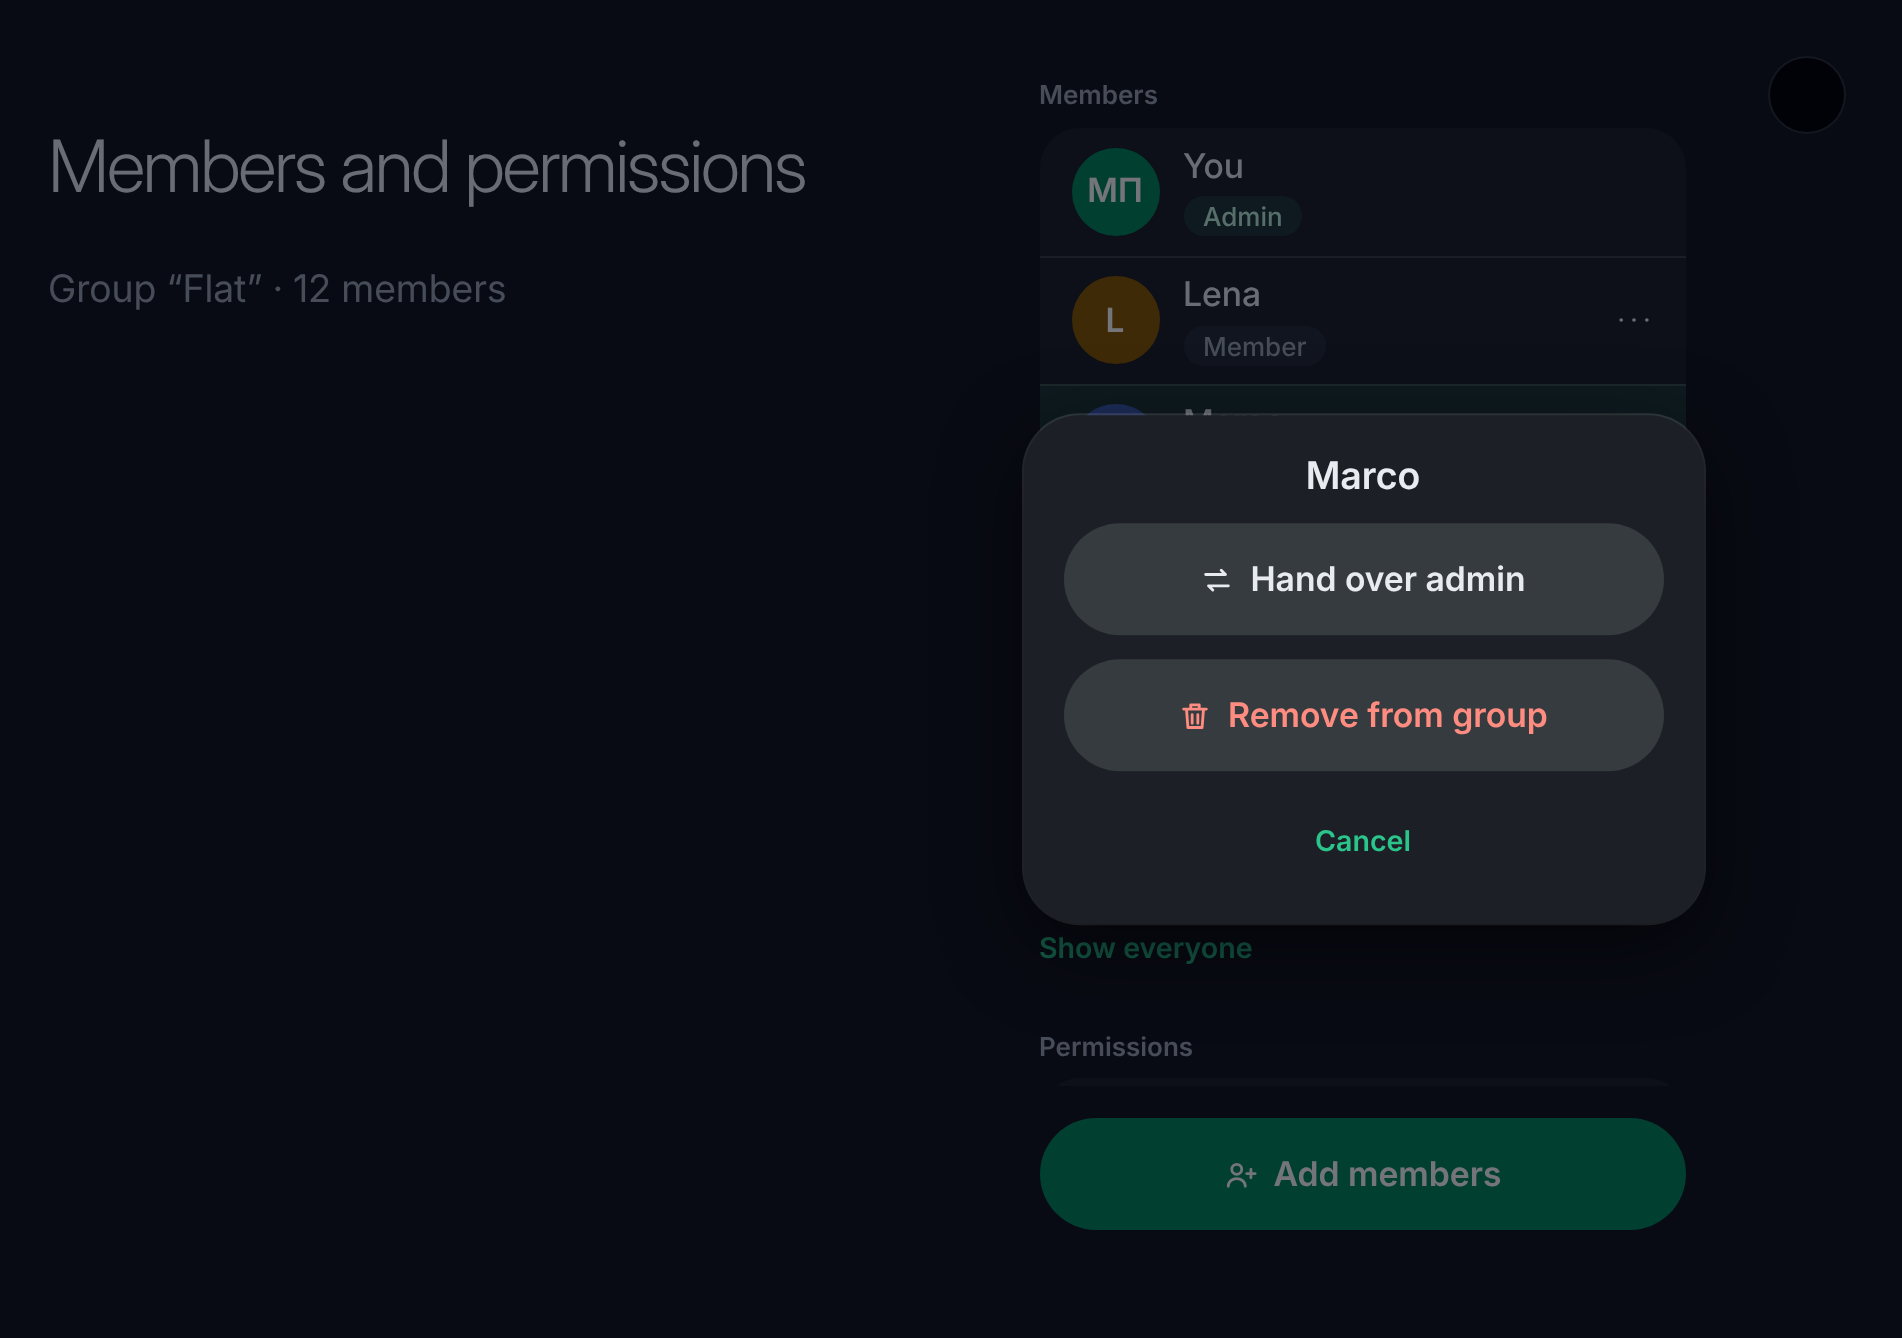 Members and permissions
Group “Flat” · 12 members
Members
МП
You
Admin
L
Lena
Member
Marco
Hand over admin
Remove from group
Cancel
Show everyone
Permissions
Add members